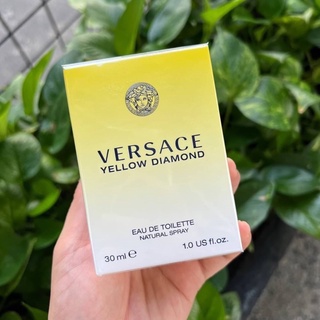 VERSACE
YELLOW DIAMOND
EAU DE TOILETTE
NATURAL SPRAY
30 ml ℮ 1.0 US fl.oz.